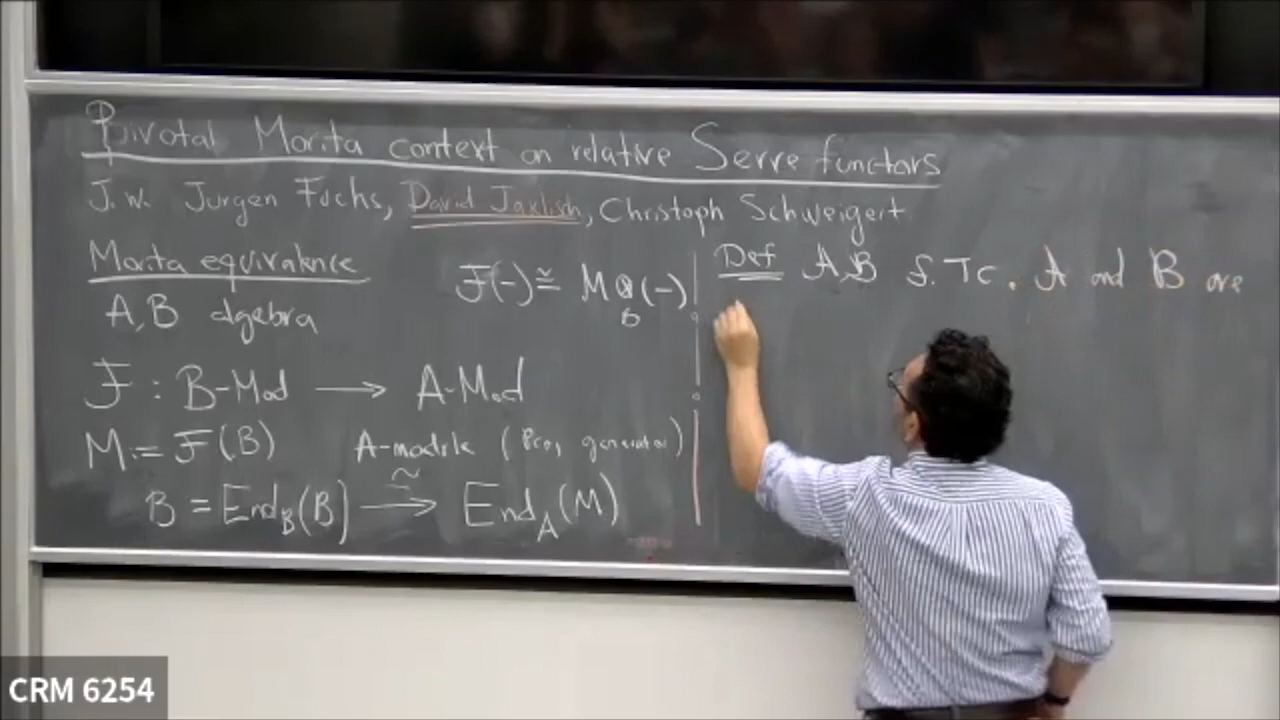 Pivotal Morita context on relative Serre functors
J.w. Jurgen Fuchs, David Jaklitsch, Christoph Schweigert
Morita equivalence
A,B algebra
F(-) ≅ M⊗_B(-)
F : B-Mod ⟶ A-Mod
M := F(B) A-module (Proj generator)
B = End_B(B) ⟶^~ End_A(M)
Def A,B f.Tc. A and B are
CRM 6254